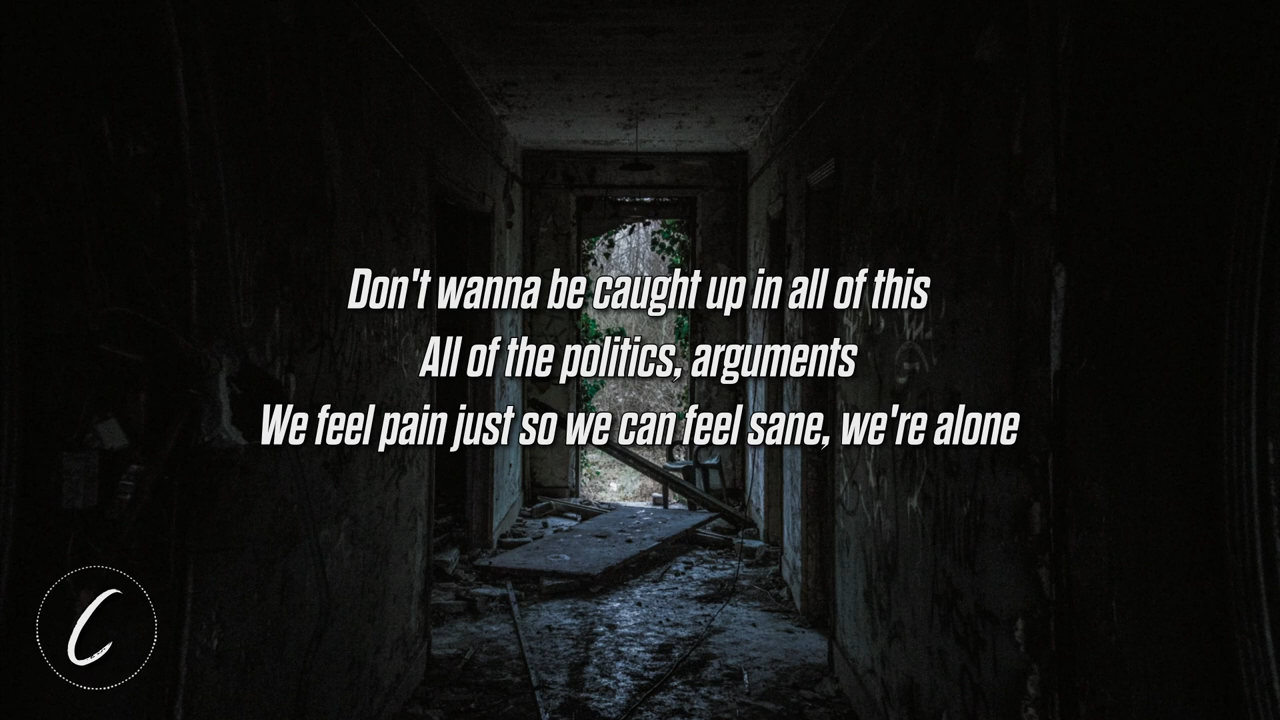 Don't wanna be caught up in all of this
All of the politics, arguments
We feel pain just so we can feel sane, we're alone
C